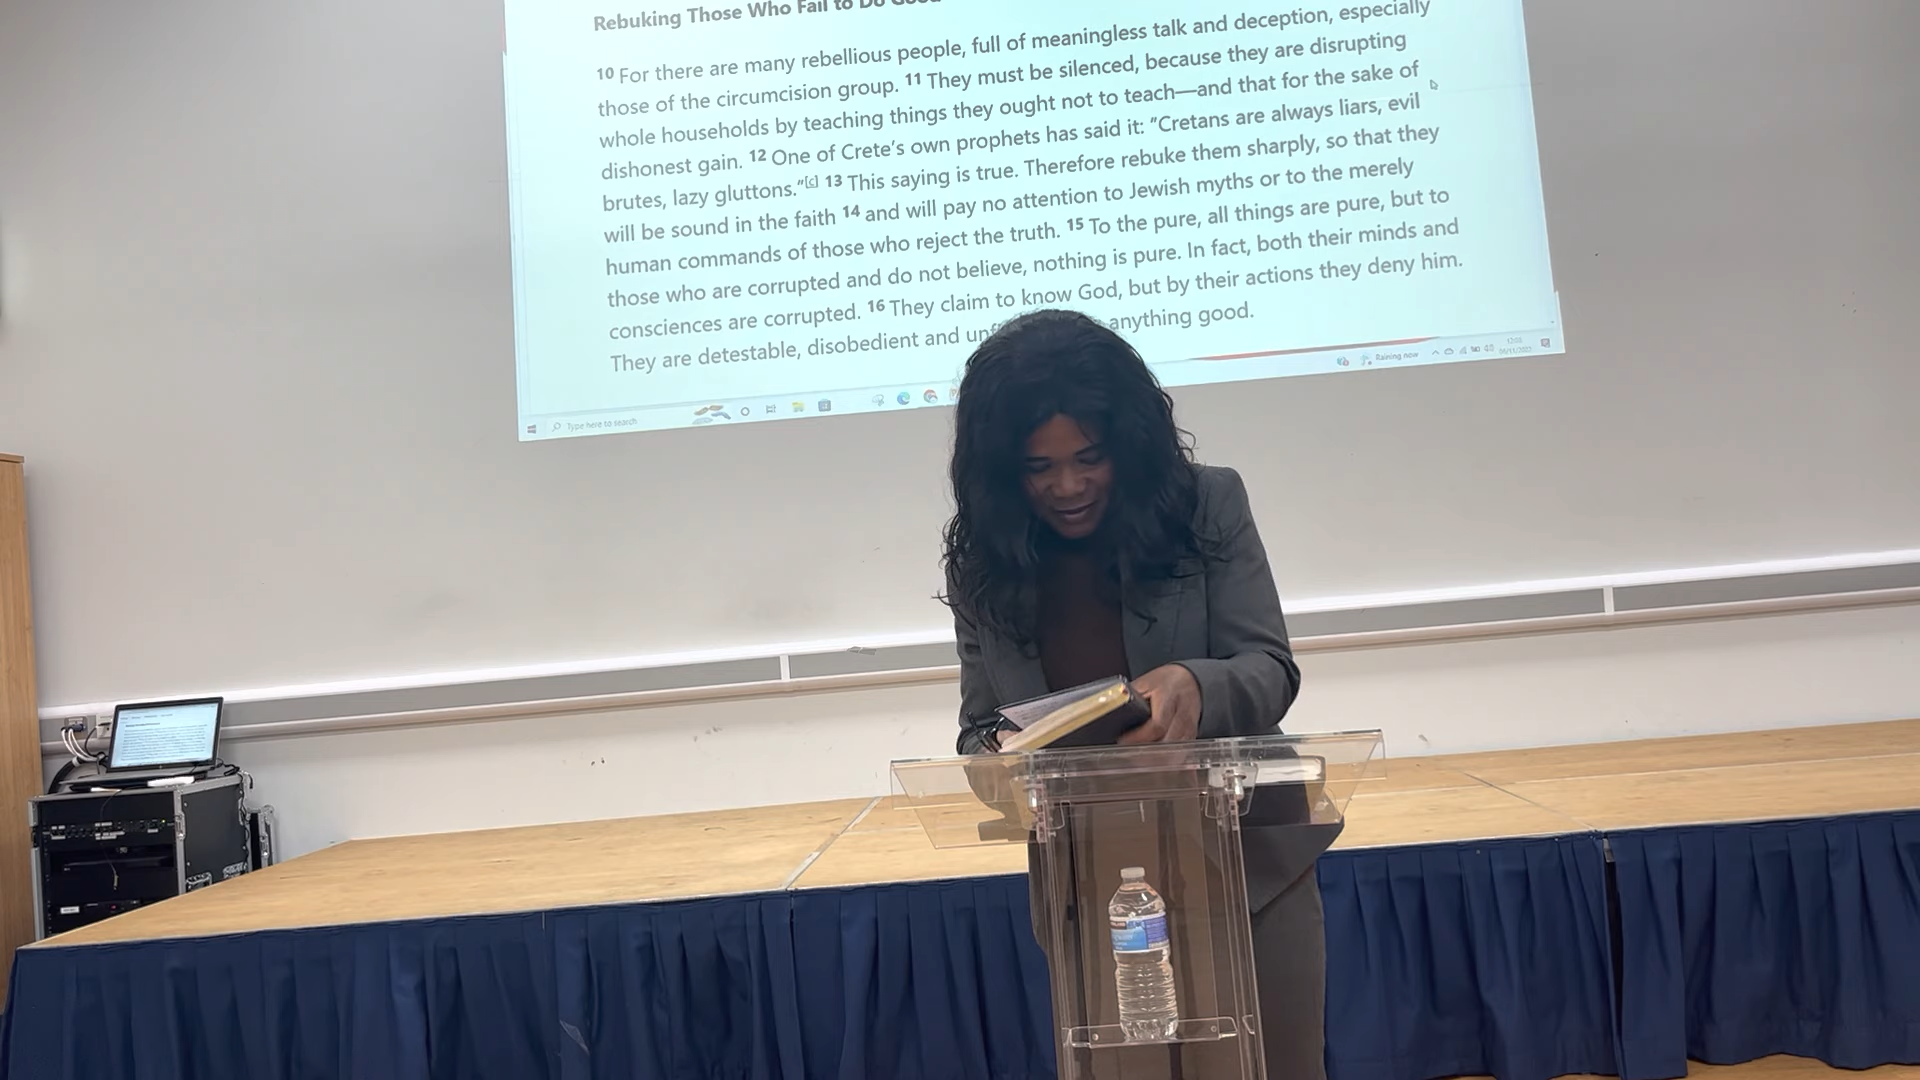 Rebuking Those Who Fail to Do Good
10 For there are many rebellious people, full of meaningless talk and deception, especially
those of the circumcision group. 11 They must be silenced, because they are disrupting
whole households by teaching things they ought not to teach—and that for the sake of
dishonest gain. 12 One of Crete's own prophets has said it: "Cretans are always liars, evil
brutes, lazy gluttons."[c] 13 This saying is true. Therefore rebuke them sharply, so that they
will be sound in the faith 14 and will pay no attention to Jewish myths or to the merely
human commands of those who reject the truth. 15 To the pure, all things are pure, but to
those who are corrupted and do not believe, nothing is pure. In fact, both their minds and
consciences are corrupted. 16 They claim to know God, but by their actions they deny him.
They are detestable, disobedient and anything good.
Type here to search
Raining now